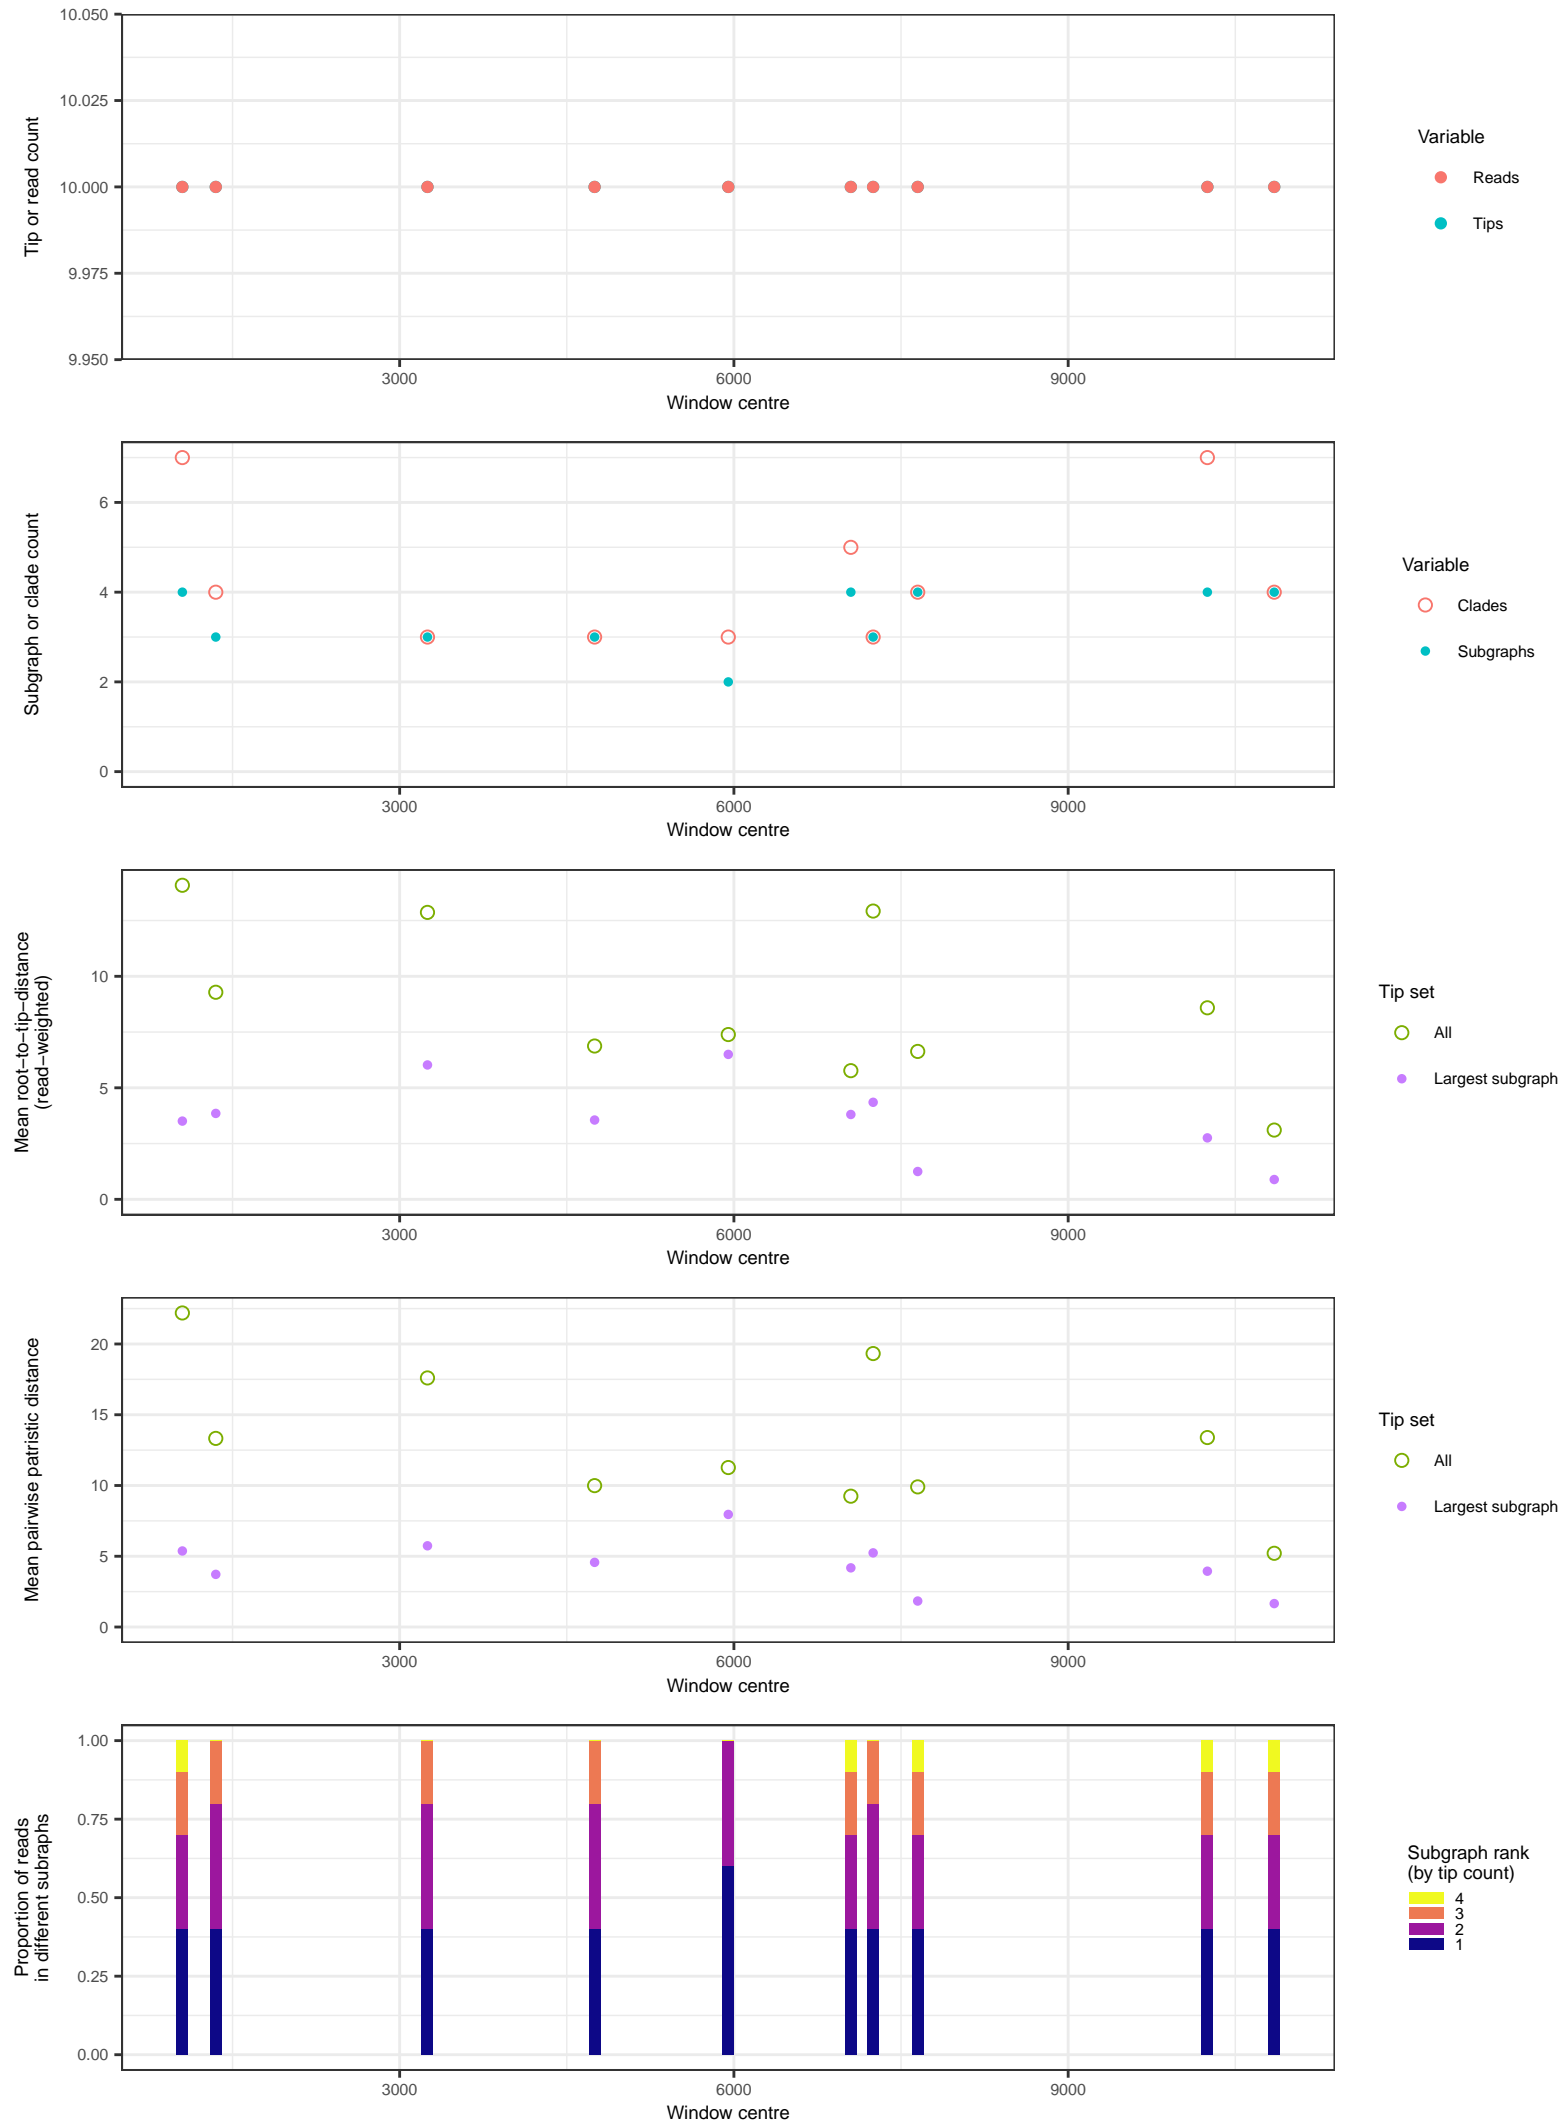 10.050
10.025
10.000
9.975
9.950
Tip or read count
3000
6000
9000
Window centre
Variable
Reads
Tips
6
4
2
0
Subgraph or clade count
3000
6000
9000
Window centre
Variable
Clades
Subgraphs
10
5
0
Mean root−to−tip−distance
(read−weighted)
3000
6000
9000
Window centre
Tip set
All
Largest subgraph
20
15
10
5
0
Mean pairwise patristic distance
3000
6000
9000
Window centre
Tip set
All
Largest subgraph
1.00
0.75
0.50
0.25
0.00
Proportion of reads
in different subraphs
3000
6000
9000
Window centre
Subgraph rank
(by tip count)
4
3
2
1